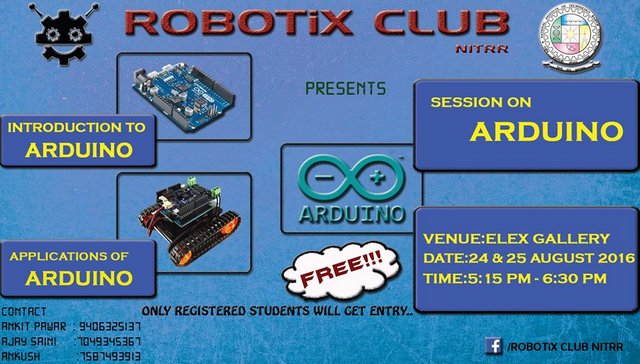 ROBOTiX CLUB
NITRR
PRESENTS
INTRODUCTION TO
ARDUINO
SESSION ON
ARDUINO
ARDUINO
APPLICATIONS OF
ARDUINO
FREE!!!
VENUE:ELEX GALLERY
DATE:24 & 25 AUGUST 2016
TIME:5:15 PM - 6:30 PM
ONLY REGISTERED STUDENTS WILL GET ENTRY...
CONTACT
ANKIT PAWAR : 9406325137
AJAY SAINI : 7049345367
ANKUSH : 7587493913
f /ROBOTiX CLUB NITRR